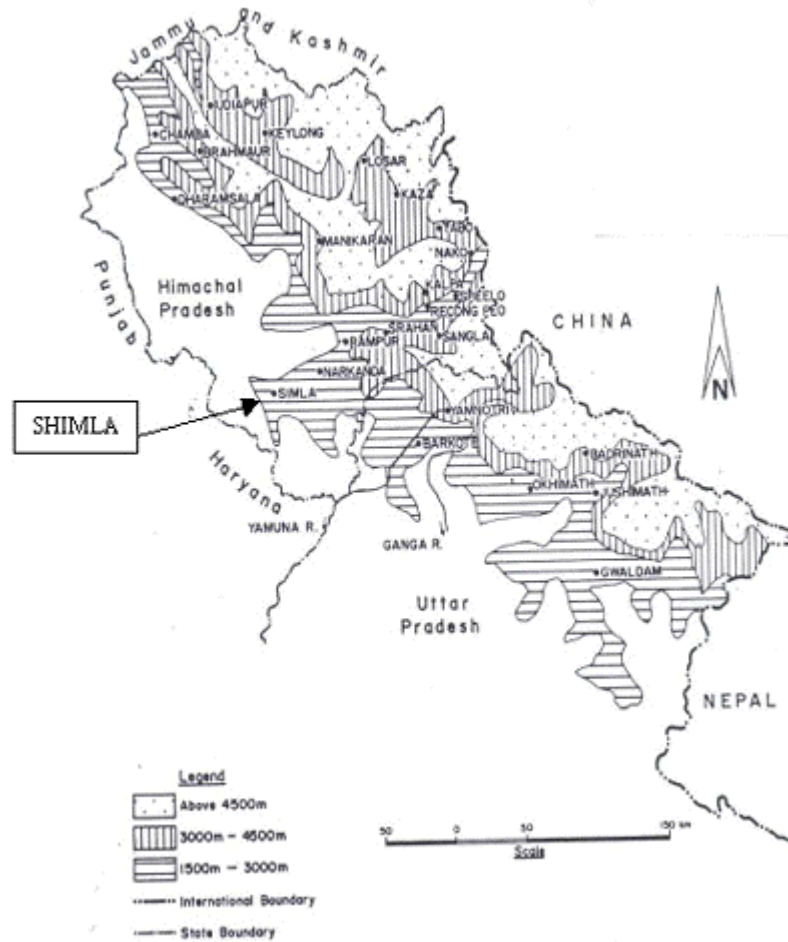 Jammu and Kashmir
UDIAPUR
CHAMBA
KEYLONG
BRAHMAUR
LOSAR
DHARAMSALA
KAZA
TABO
MANIKARAN
NAKO
Punjab
Himachal
Pradesh
KALPA
RECONG PEO
CHINA
SRAHAN
SANGLA
RAMPUR
N
NARKANDA
SIMLA
SHIMLA
YAMNOTRI
BARKOTE
BADRINATH
Haryana
OKHIMATH
JUSHIMATH
YAMUNA R.
GANGA R.
GWALDAM
Uttar
Pradesh
NEPAL
Legend
Above 4500m
3000m - 4500m
1500m - 3000m
International Boundary
State Boundary
50 0 50 150 km
Scale